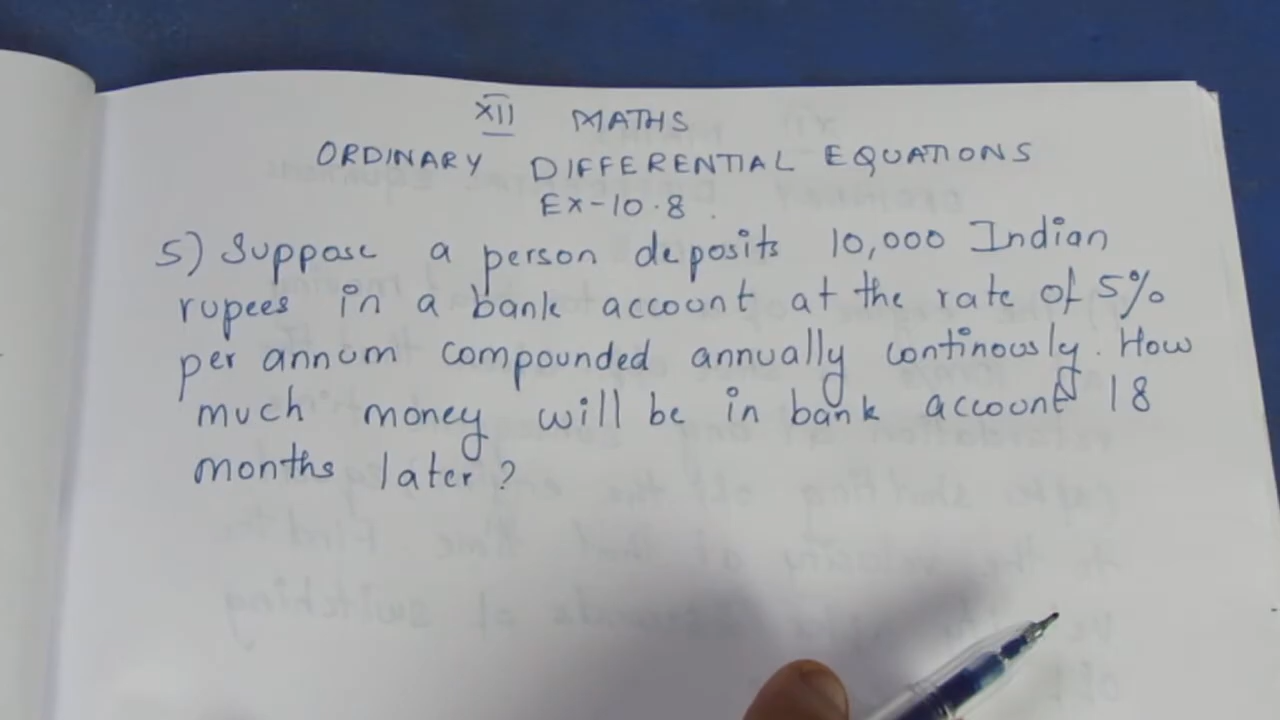 XII MATHS
ORDINARY DIFFERENTIAL EQUATIONS
Ex-10.8.
5) Suppose a person deposits 10,000 Indian
rupees in a bank account at the rate of 5%
per annum compounded annually continously. How
much money will be in bank account 18
months later?